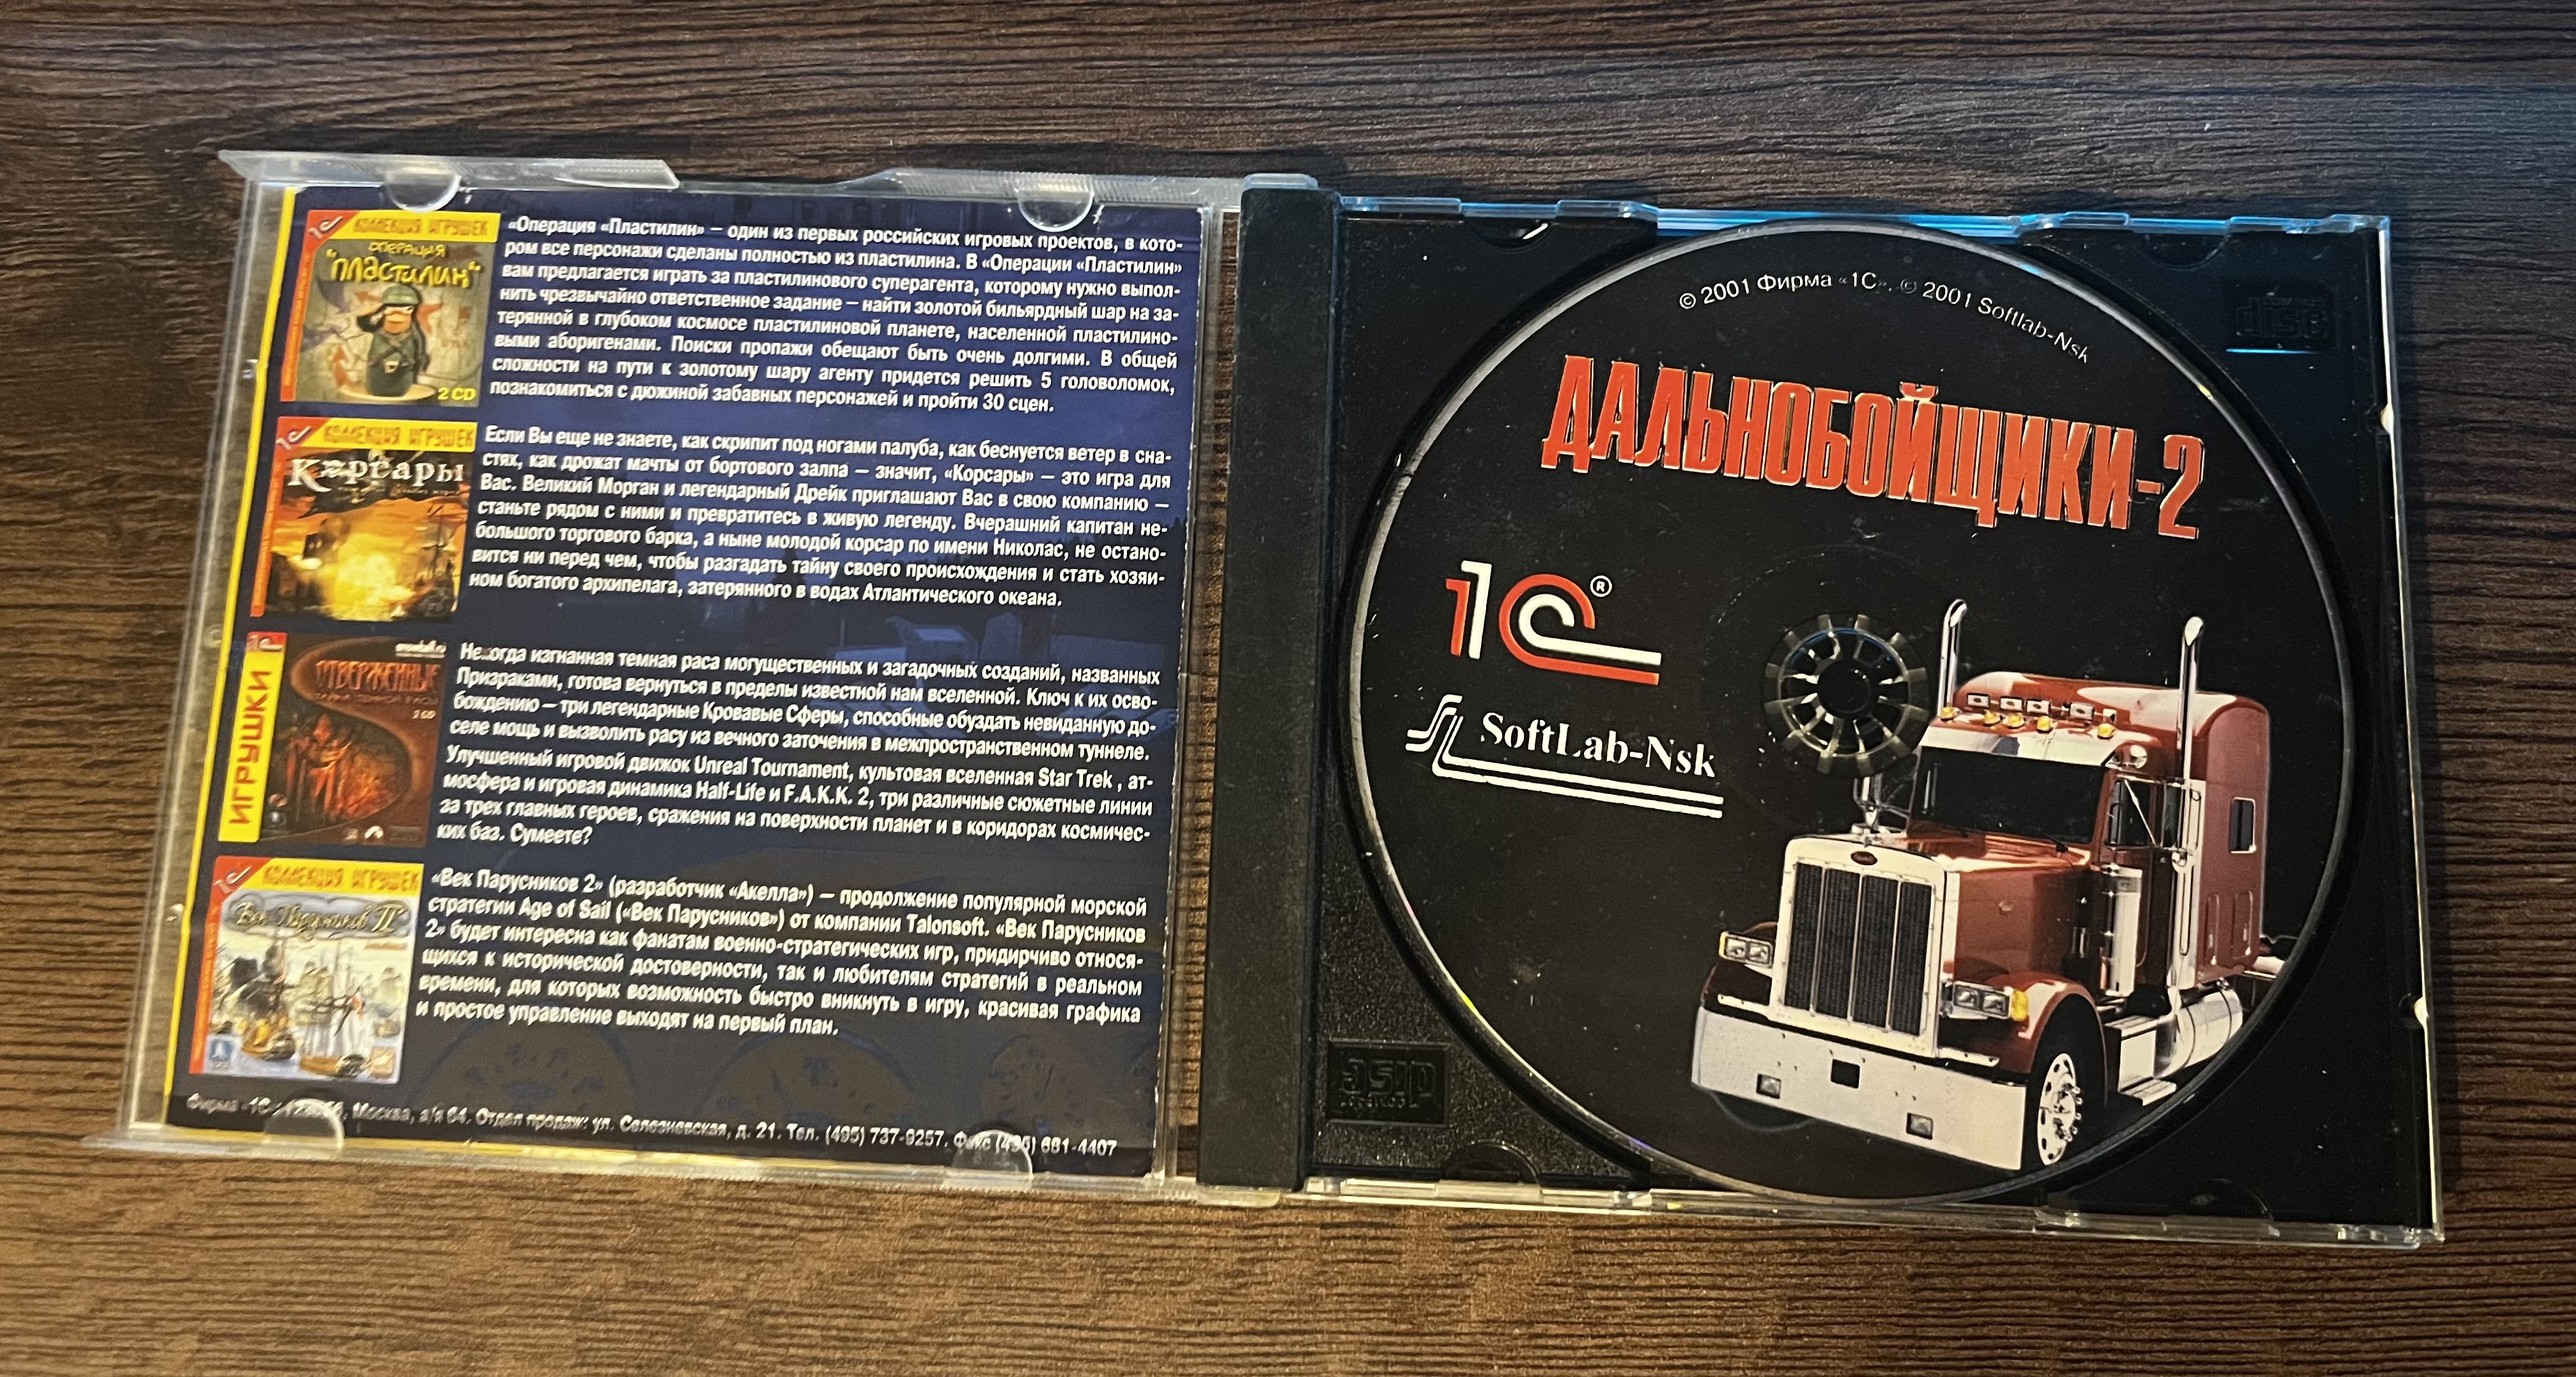 1С КОЛЛЕКЦИЯ ИГРУШЕК
ОПЕРАЦИЯ
"ПЛАСТИЛИН"
2 CD
«Операция «Пластилин» — один из первых российских игровых проектов, в кото-
ром все персонажи сделаны полностью из пластилина. В «Операции «Пластилин»
вам предлагается играть за пластилинового суперагента, которому нужно выпол-
нить чрезвычайно ответственное задание — найти золотой бильярдный шар на за-
терянной в глубоком космосе пластилиновой планете, населенной пластилино-
выми аборигенами. Поиски пропажи обещают быть очень долгими. В общей
сложности на пути к золотому шару агенту придется решить 5 головоломок,
познакомиться с дюжиной забавных персонажей и пройти 30 сцен.
1С КОЛЛЕКЦИЯ ИГРУШЕК
Корсары
Если Вы еще не знаете, как скрипит под ногами палуба, как беснуется ветер в сна-
стях, как дрожат мачты от бортового залпа — значит, «Корсары» — это игра для
Вас. Великий Морган и легендарный Дрейк приглашают Вас в свою компанию —
станьте рядом с ними и превратитесь в живую легенду. Вчерашний капитан не-
большого торгового барка, а ныне молодой корсар по имени Николас, не остано-
вится ни перед чем, чтобы разгадать тайну своего происхождения и стать хозяи-
ном богатого архипелага, затерянного в водах Атлантического океана.
1С
ИГРУШКИ
ОТВЕРЖЕННЫЕ
2 CD
Некогда изгнанная темная раса могущественных и загадочных созданий, названных
Призраками, готова вернуться в пределы известной нам вселенной. Ключ к их осво-
бождению — три легендарные Кровавые Сферы, способные обуздать невиданную до-
селе мощь и вызволить расу из вечного заточения в межпространственном туннеле.
Улучшенный игровой движок Unreal Tournament, культовая вселенная Star Trek , ат-
мосфера и игровая динамика Half-Life и F.A.K.K. 2, три различные сюжетные линии
за трех главных героев, сражения на поверхности планет и в коридорах космичес-
ких баз. Сумеете?
1С КОЛЛЕКЦИЯ ИГРУШЕК
Век Парусников II
«Век Парусников 2» (разработчик «Акелла») — продолжение популярной морской
стратегии Age of Sail («Век Парусников») от компании Talonsoft. «Век Парусников
2» будет интересна как фанатам военно-стратегических игр, придирчиво относя-
щихся к исторической достоверности, так и любителям стратегий в реальном
времени, для которых возможность быстро вникнуть в игру, красивая графика
и простое управление выходят на первый план.
Фирма «1С», Москва, а/я 64. Отдел продаж: ул. Селезневская, д. 21. Тел. (495) 737-9257, Факс (495) 681-4407
© 2001 Фирма «1С». © 2001 Softlab-Nsk
ДАЛЬНОБОЙЩИКИ-2
1С®
SoftLab-Nsk
disc
disc